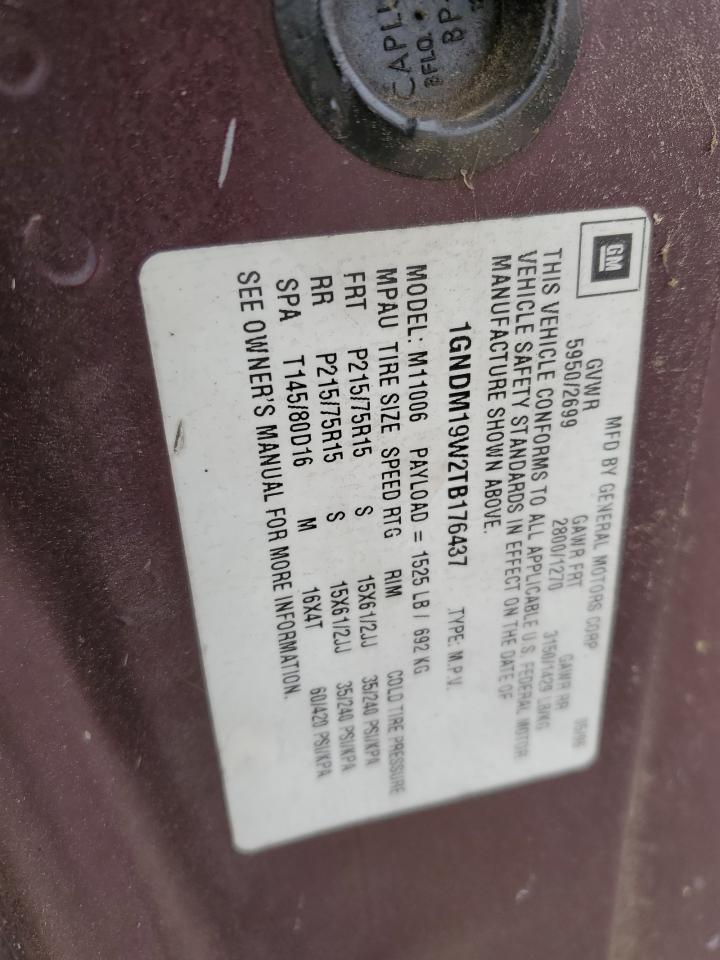 CAPL
8FLO.
8P-
GM
MFD BY GENERAL MOTORS CORP
GVWR GAWR FRT GAWR RR
5950/2699 2800/1270 3150/1429 LB/KG
THIS VEHICLE CONFORMS TO ALL APPLICABLE U.S. FEDERAL MOTOR
VEHICLE SAFETY STANDARDS IN EFFECT ON THE DATE OF
MANUFACTURE SHOWN ABOVE.
1GNDM19W2TB176437 TYPE: M.P.V.
MODEL: M11006 PAYLOAD = 1525 LB / 692 KG
MPAU TIRE SIZE SPEED RTG RIM COLD TIRE PRESSURE
FRT P215/75R15 S 15X61/2JJ 35/240 PSI/KPA
RR P215/75R15 S 15X61/2JJ 35/240 PSI/KPA
SPA T145/80D16 M 16X4T 60/420 PSI/KPA
SEE OWNER'S MANUAL FOR MORE INFORMATION.